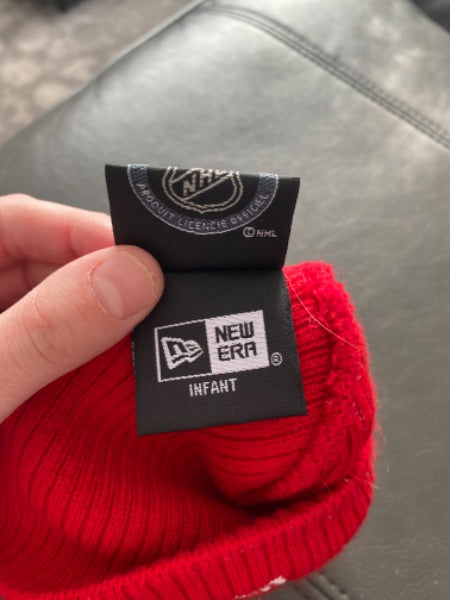 NHL
PRODUIT LICENCIÉ OFFICIEL
© NHL
NEW
ERA
®
INFANT